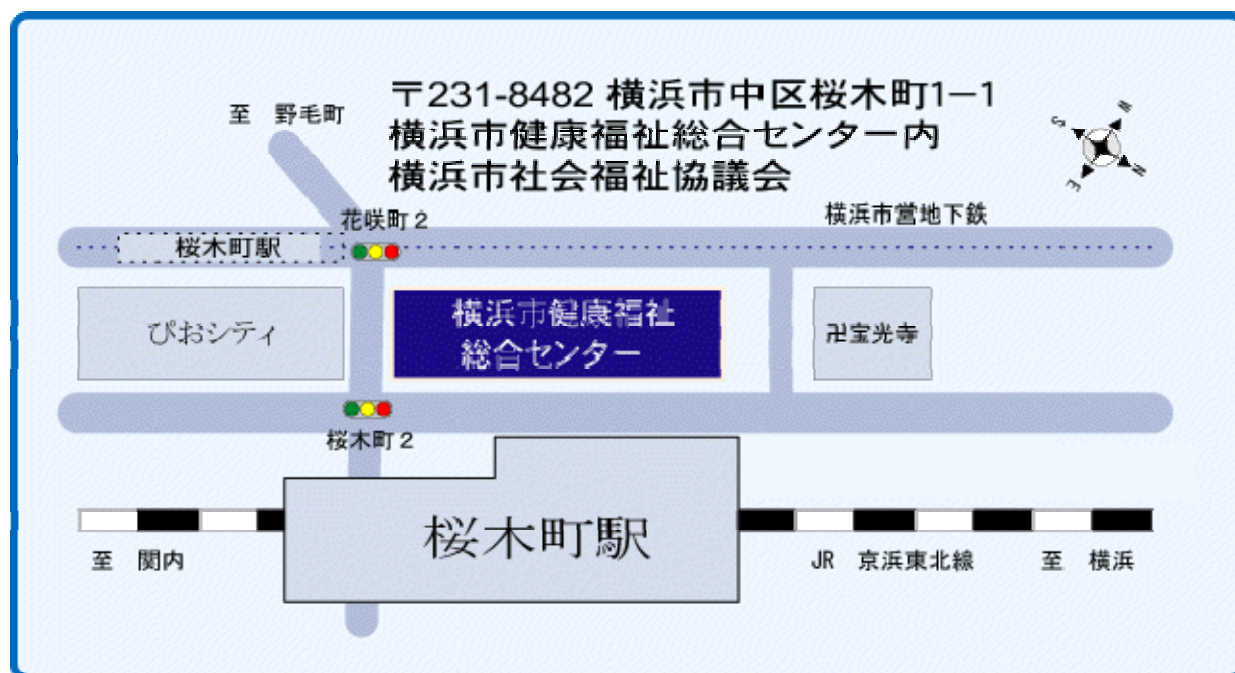 〒231-8482 横浜市中区桜木町1−1
横浜市健康福祉総合センター内
横浜市社会福祉協議会
至 野毛町
W
S
N
E
花咲町2
横浜市営地下鉄
桜木町駅
ぴおシティ
横浜市健康福祉
総合センター
卍宝光寺
桜木町2
桜木町駅
至 関内
JR 京浜東北線
至 横浜